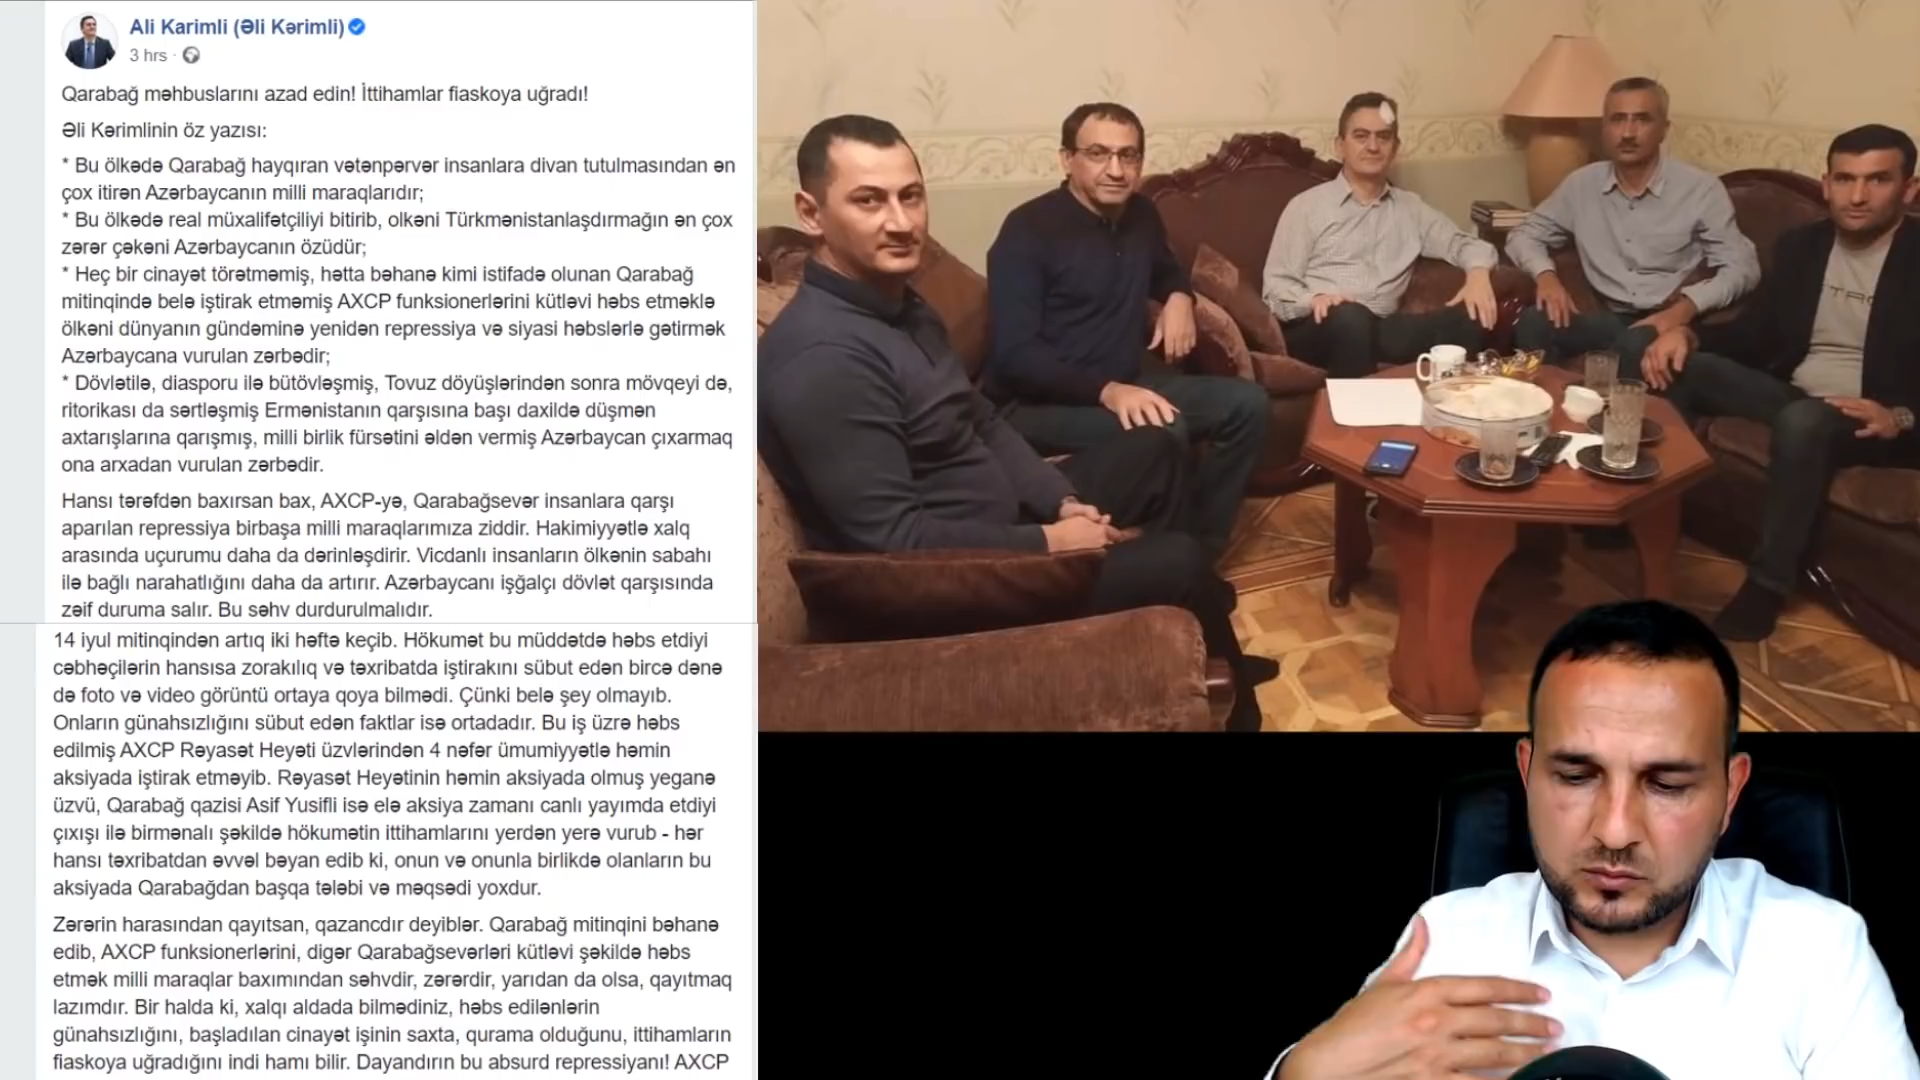 Ali Karimli (Əli Kərimli)
3 hrs ·
Qarabağ məhbuslarını azad edin! İttihamlar fiaskoya uğradı!
Əli Kərimlinin öz yazısı:
* Bu ölkədə Qarabağ hayqıran vətənpərvər insanlara divan tutulmasından ən
çox itirən Azərbaycanın milli maraqlarıdır;
* Bu ölkədə real müxalifətçiliyi bitirib, olkəni Türkmənistanlaşdırmağın ən çox
zərər çəkəni Azərbaycanın özüdür;
* Heç bir cinayət törətməmiş, hətta bəhanə kimi istifadə olunan Qarabağ
mitinqində belə iştirak etməmiş AXCP funksionerlərini kütləvi həbs etməklə
ölkəni dünyanın gündəminə yenidən repressiya və siyasi həbslərlə gətirmək
Azərbaycana vurulan zərbədir;
* Dövlətilə, diasporu ilə bütövləşmiş, Tovuz döyüşlərindən sonra mövqeyi də,
ritorikası da sərtləşmiş Ermənistanın qarşısına başı daxildə düşmən
axtarışlarına qarışmış, milli birlik fürsətini əldən vermiş Azərbaycan çıxarmaq
ona arxadan vurulan zərbədir.
Hansı tərəfdən baxırsan bax, AXCP-yə, Qarabağsevər insanlara qarşı
aparılan repressiya birbaşa milli maraqlarımıza ziddir. Hakimiyyətlə xalq
arasında uçurumu daha da dərinləşdirir. Vicdanlı insanların ölkənin sabahı
ilə bağlı narahatlığını daha da artırır. Azərbaycanı işğalçı dövlət qarşısında
zəif duruma salır. Bu səhv durdurulmalıdır.
14 iyul mitinqindən artıq iki həftə keçib. Hökumət bu müddətdə həbs etdiyi
cəbhəçilərin hansısa zorakılıq və təxribatda iştirakını sübut edən bircə dənə
də foto və video görüntü ortaya qoya bilmədi. Çünki belə şey olmayıb.
Onların günahsızlığını sübut edən faktlar isə ortadadır. Bu iş üzrə həbs
edilmiş AXCP Rəyasət Heyəti üzvlərindən 4 nəfər ümumiyyətlə həmin
aksiyada iştirak etməyib. Rəyasət Heyətinin həmin aksiyada olmuş yeganə
üzvü, Qarabağ qazisi Asif Yusifli isə elə aksiya zamanı canlı yayımda etdiyi
çıxışı ilə birmənalı şəkildə hökumətin ittihamlarını yerdən yerə vurub - hər
hansı təxribatdan əvvəl bəyan edib ki, onun və onunla birlikdə olanların bu
aksiyada Qarabağdan başqa tələbi və məqsədi yoxdur.
Zərərin harasından qayıtsan, qazancdır deyiblər. Qarabağ mitinqini bəhanə
edib, AXCP funksionerlərini, digər Qarabağsevərləri kütləvi şəkildə həbs
etmək milli maraqlar baxımından səhvdir, zərərdir, yarıdan da olsa, qayıtmaq
lazımdır. Bir halda ki, xalqı aldada bilmədiniz, həbs edilənlərin
günahsızlığını, başladılan cinayət işinin saxta, qurama olduğunu, ittihamların
fiaskoya uğradığını indi hamı bilir. Dayandırın bu absurd repressiyanı! AXCP